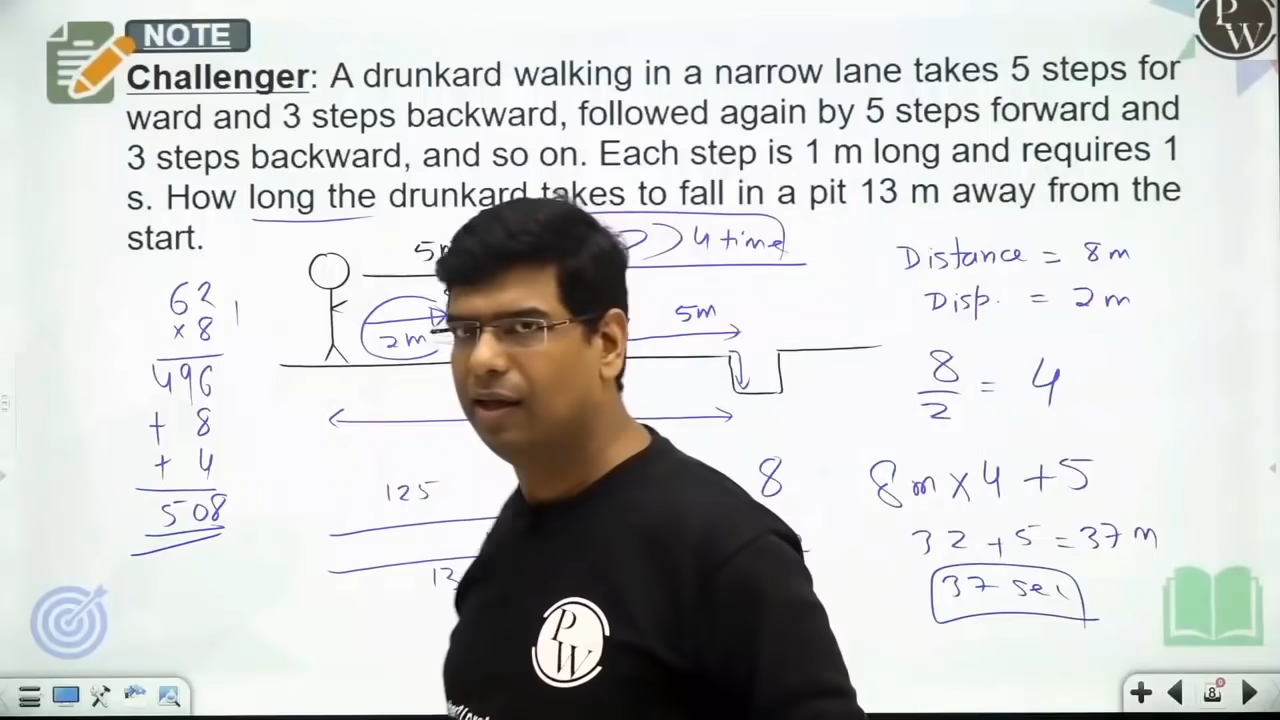 NOTE
P
W
Challenger: A drunkard walking in a narrow lane takes 5 steps for
ward and 3 steps backward, followed again by 5 steps forward and
3 steps backward, and so on. Each step is 1 m long and requires 1
s. How long the drunkard takes to fall in a pit 13 m away from the
start.
4 time
Distance = 8m
Disp. = 2m
62
× 8
496
+ 8
+ 4
508
2m
5m
8
2
= 4
125
8
8m × 4 + 5
32 + 5 = 37 m
37 sec
P
W
8